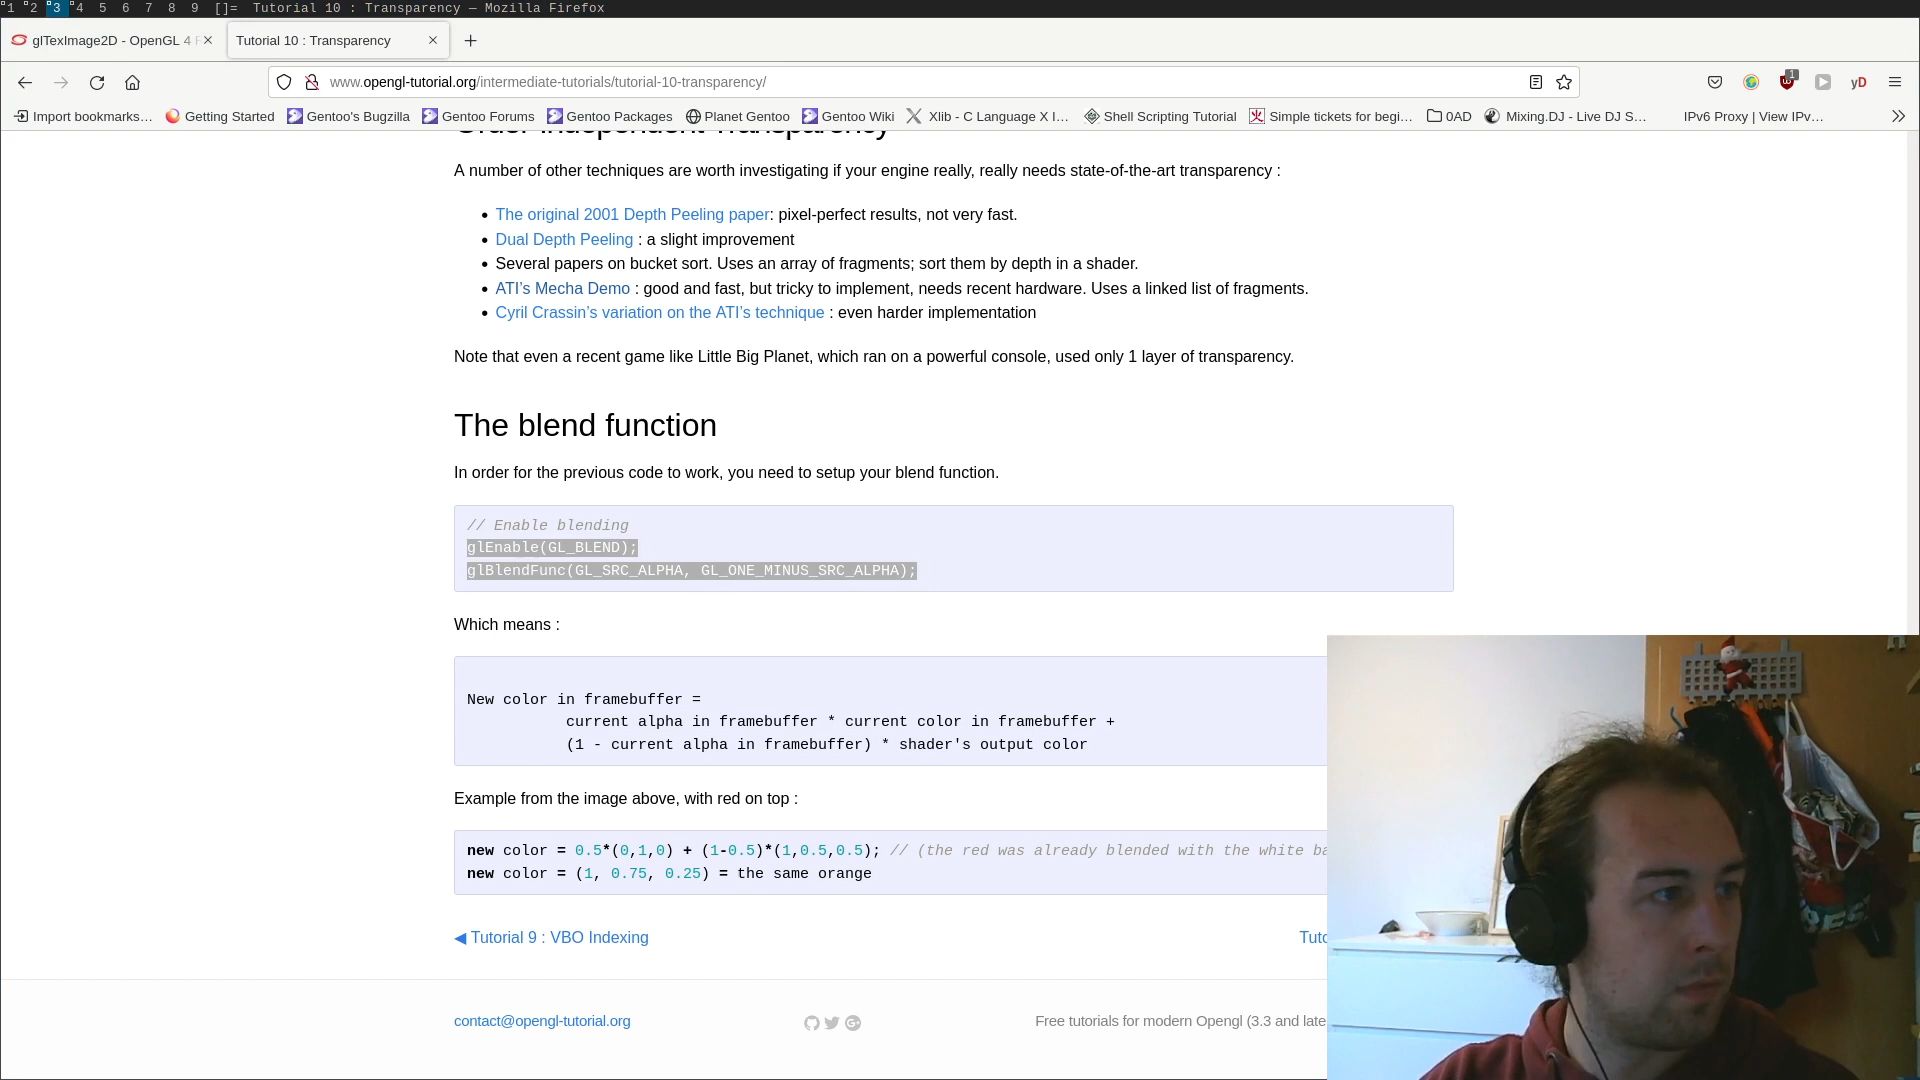 1 2 3 4 5 6 7 8 9 []= Tutorial 10 : Transparency — Mozilla Firefox
glTexImage2D - OpenGL 4
Tutorial 10 : Transparency
www.opengl-tutorial.org/intermediate-tutorials/tutorial-10-transparency/
1
yD
Import bookmarks… Getting Started Gentoo's Bugzilla Gentoo Forums Gentoo Packages Planet Gentoo Gentoo Wiki Xlib - C Language X I… Shell Scripting Tutorial Simple tickets for begi… 0AD Mixing.DJ - Live DJ S… IPv6 Proxy | View IPv…
Order Independent Transparency
A number of other techniques are worth investigating if your engine really, really needs state-of-the-art transparency :
The original 2001 Depth Peeling paper: pixel-perfect results, not very fast.
Dual Depth Peeling : a slight improvement
Several papers on bucket sort. Uses an array of fragments; sort them by depth in a shader.
ATI’s Mecha Demo : good and fast, but tricky to implement, needs recent hardware. Uses a linked list of fragments.
Cyril Crassin’s variation on the ATI’s technique : even harder implementation
Note that even a recent game like Little Big Planet, which ran on a powerful console, used only 1 layer of transparency.
The blend function
In order for the previous code to work, you need to setup your blend function.
// Enable blending
glEnable(GL_BLEND);
glBlendFunc(GL_SRC_ALPHA, GL_ONE_MINUS_SRC_ALPHA);
Which means :
New color in framebuffer =
current alpha in framebuffer * current color in framebuffer +
(1 - current alpha in framebuffer) * shader's output color
Example from the image above, with red on top :
new color = 0.5*(0,1,0) + (1-0.5)*(1,0.5,0.5); // (the red was already blended with the white ba
new color = (1, 0.75, 0.25) = the same orange
◀ Tutorial 9 : VBO Indexing
Tuto
contact@opengl-tutorial.org
Free tutorials for modern Opengl (3.3 and late